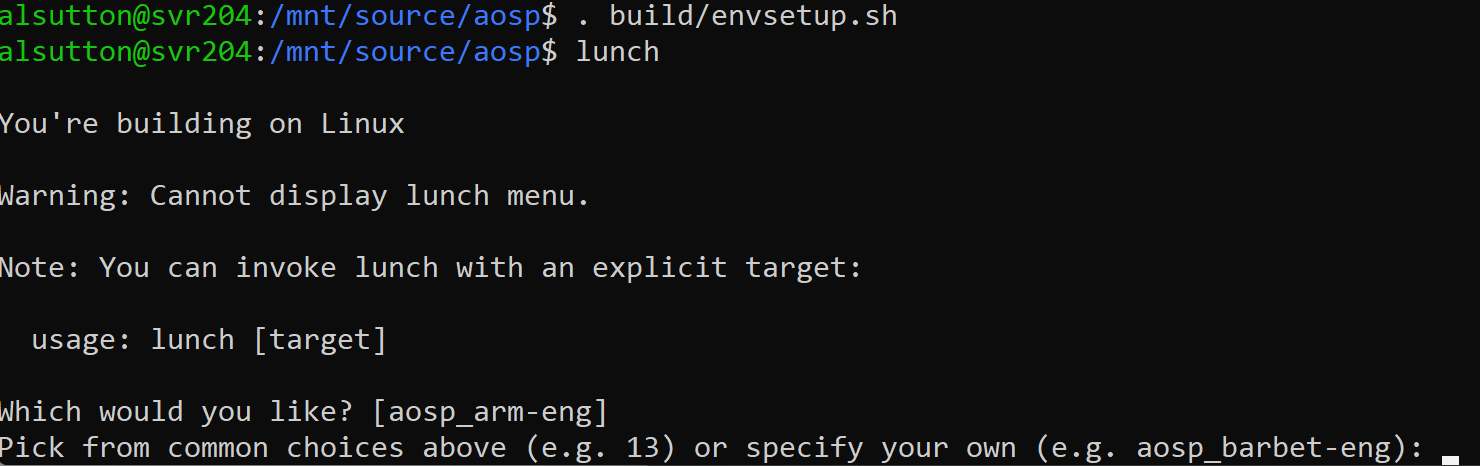 alsutton@svr204:/mnt/source/aosp$ . build/envsetup.sh
alsutton@svr204:/mnt/source/aosp$ lunch
You're building on Linux
Warning: Cannot display lunch menu.
Note: You can invoke lunch with an explicit target:
usage: lunch [target]
Which would you like? [aosp_arm-eng]
Pick from common choices above (e.g. 13) or specify your own (e.g. aosp_barbet-eng):